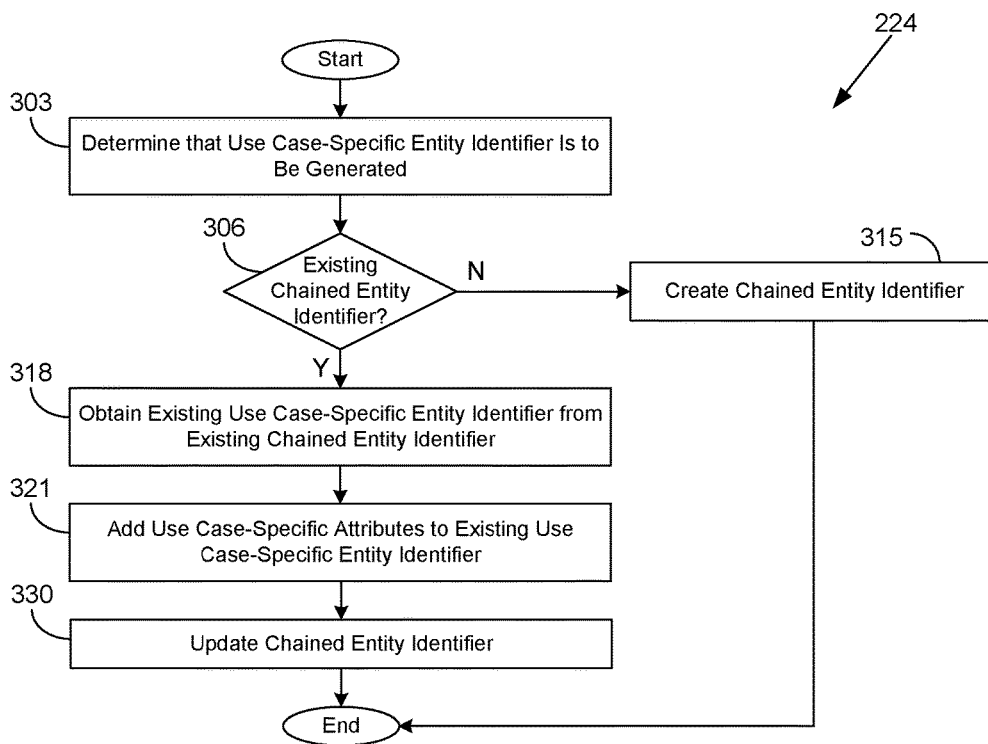 224
Start
303
Determine that Use Case-Specific Entity Identifier Is to
Be Generated
306
Existing
Chained Entity
Identifier?
N
315
Create Chained Entity Identifier
Y
318
Obtain Existing Use Case-Specific Entity Identifier from
Existing Chained Entity Identifier
321
Add Use Case-Specific Attributes to Existing Use
Case-Specific Entity Identifier
330
Update Chained Entity Identifier
End